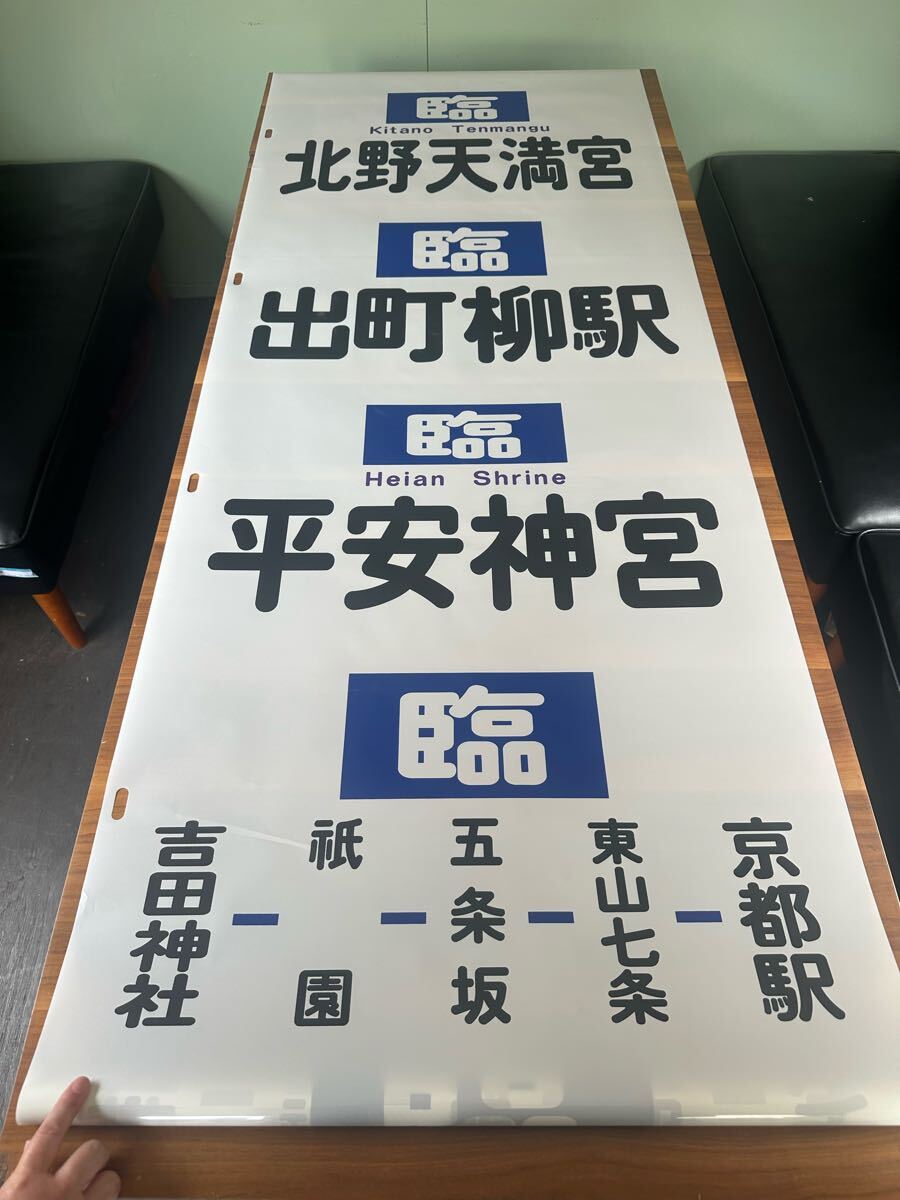 臨
Kitano Tenmangu
北野天満宮
臨
出町柳駅
臨
Heian Shrine
平安神宮
臨
吉田神社 - 祇園 - 五条坂 - 東山七条 - 京都駅